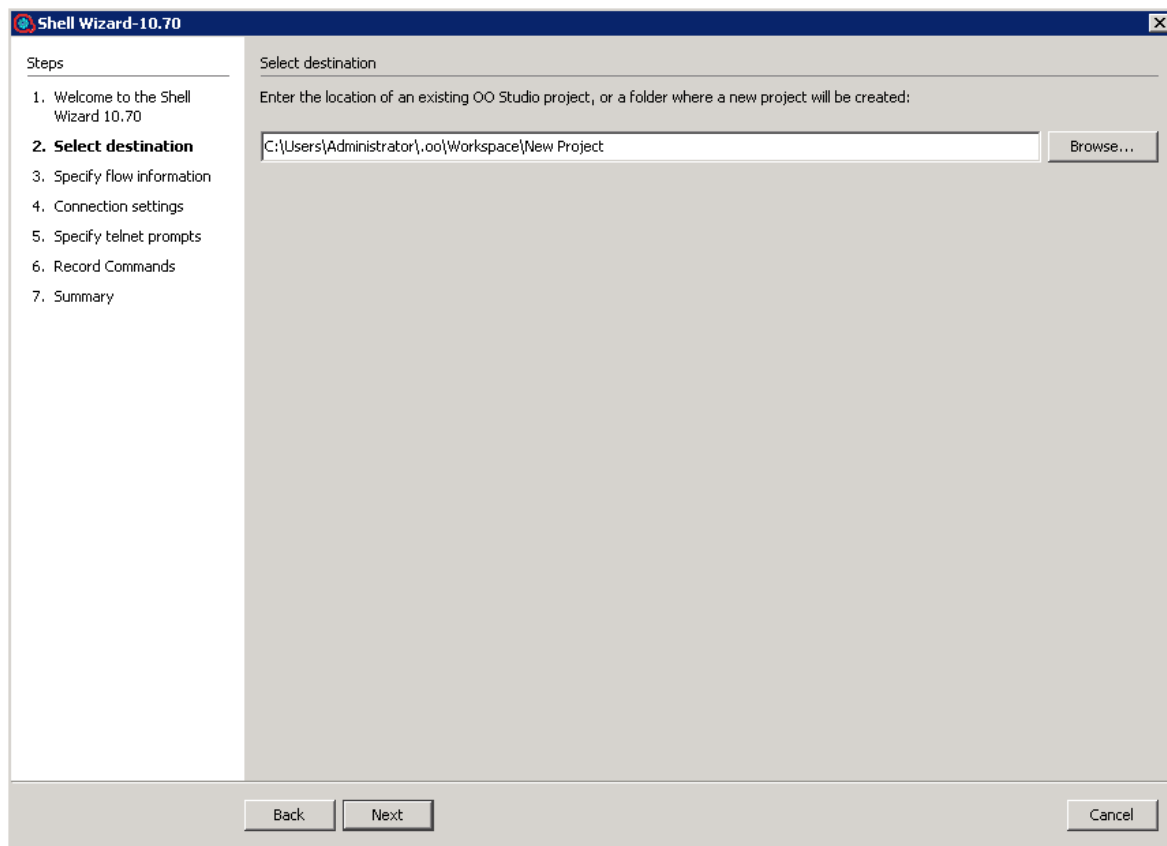 Shell Wizard-10.70
Steps
1. Welcome to the Shell
Wizard 10.70
2. Select destination
3. Specify flow information
4. Connection settings
5. Specify telnet prompts
6. Record Commands
7. Summary
Select destination
Enter the location of an existing OO Studio project, or a folder where a new project will be created:
C:\Users\Administrator\.oo\Workspace\New Project
Browse...
Back
Next
Cancel